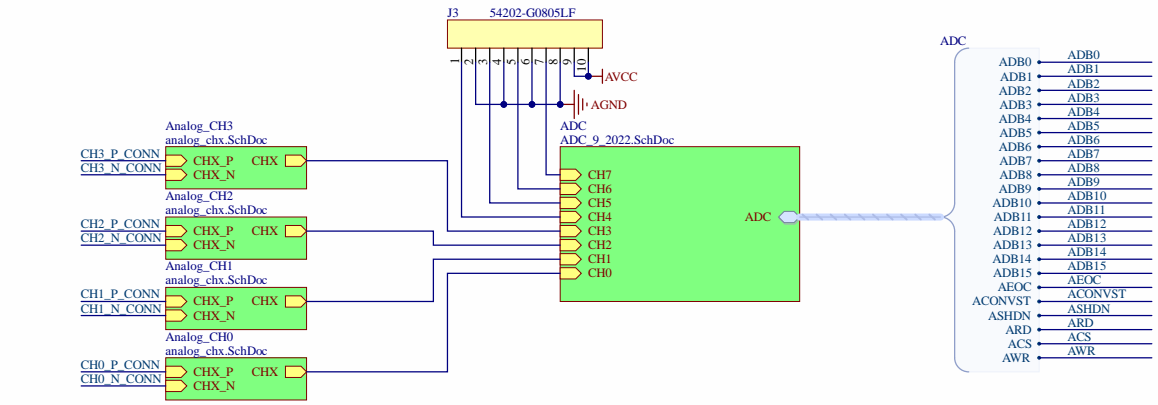 J3 54202-G0805LF
1 2 3 4 5 6 7 8 9 10
AVCC
AGND
Analog_CH3
analog_chx.SchDoc
CH3_P_CONN CHX_P CHX
CH3_N_CONN CHX_N
Analog_CH2
analog_chx.SchDoc
CH2_P_CONN CHX_P CHX
CH2_N_CONN CHX_N
Analog_CH1
analog_chx.SchDoc
CH1_P_CONN CHX_P CHX
CH1_N_CONN CHX_N
Analog_CH0
analog_chx.SchDoc
CH0_P_CONN CHX_P CHX
CH0_N_CONN CHX_N
ADC
ADC_9_2022.SchDoc
CH7
CH6
CH5
CH4
CH3
CH2
CH1
CH0
ADC
ADC
ADB0 ADB0
ADB1 ADB1
ADB2 ADB2
ADB3 ADB3
ADB4 ADB4
ADB5 ADB5
ADB6 ADB6
ADB7 ADB7
ADB8 ADB8
ADB9 ADB9
ADB10 ADB10
ADB11 ADB11
ADB12 ADB12
ADB13 ADB13
ADB14 ADB14
ADB15 ADB15
AEOC AEOC
ACONVST ACONVST
ASHDN ASHDN
ARD ARD
ACS ACS
AWR AWR